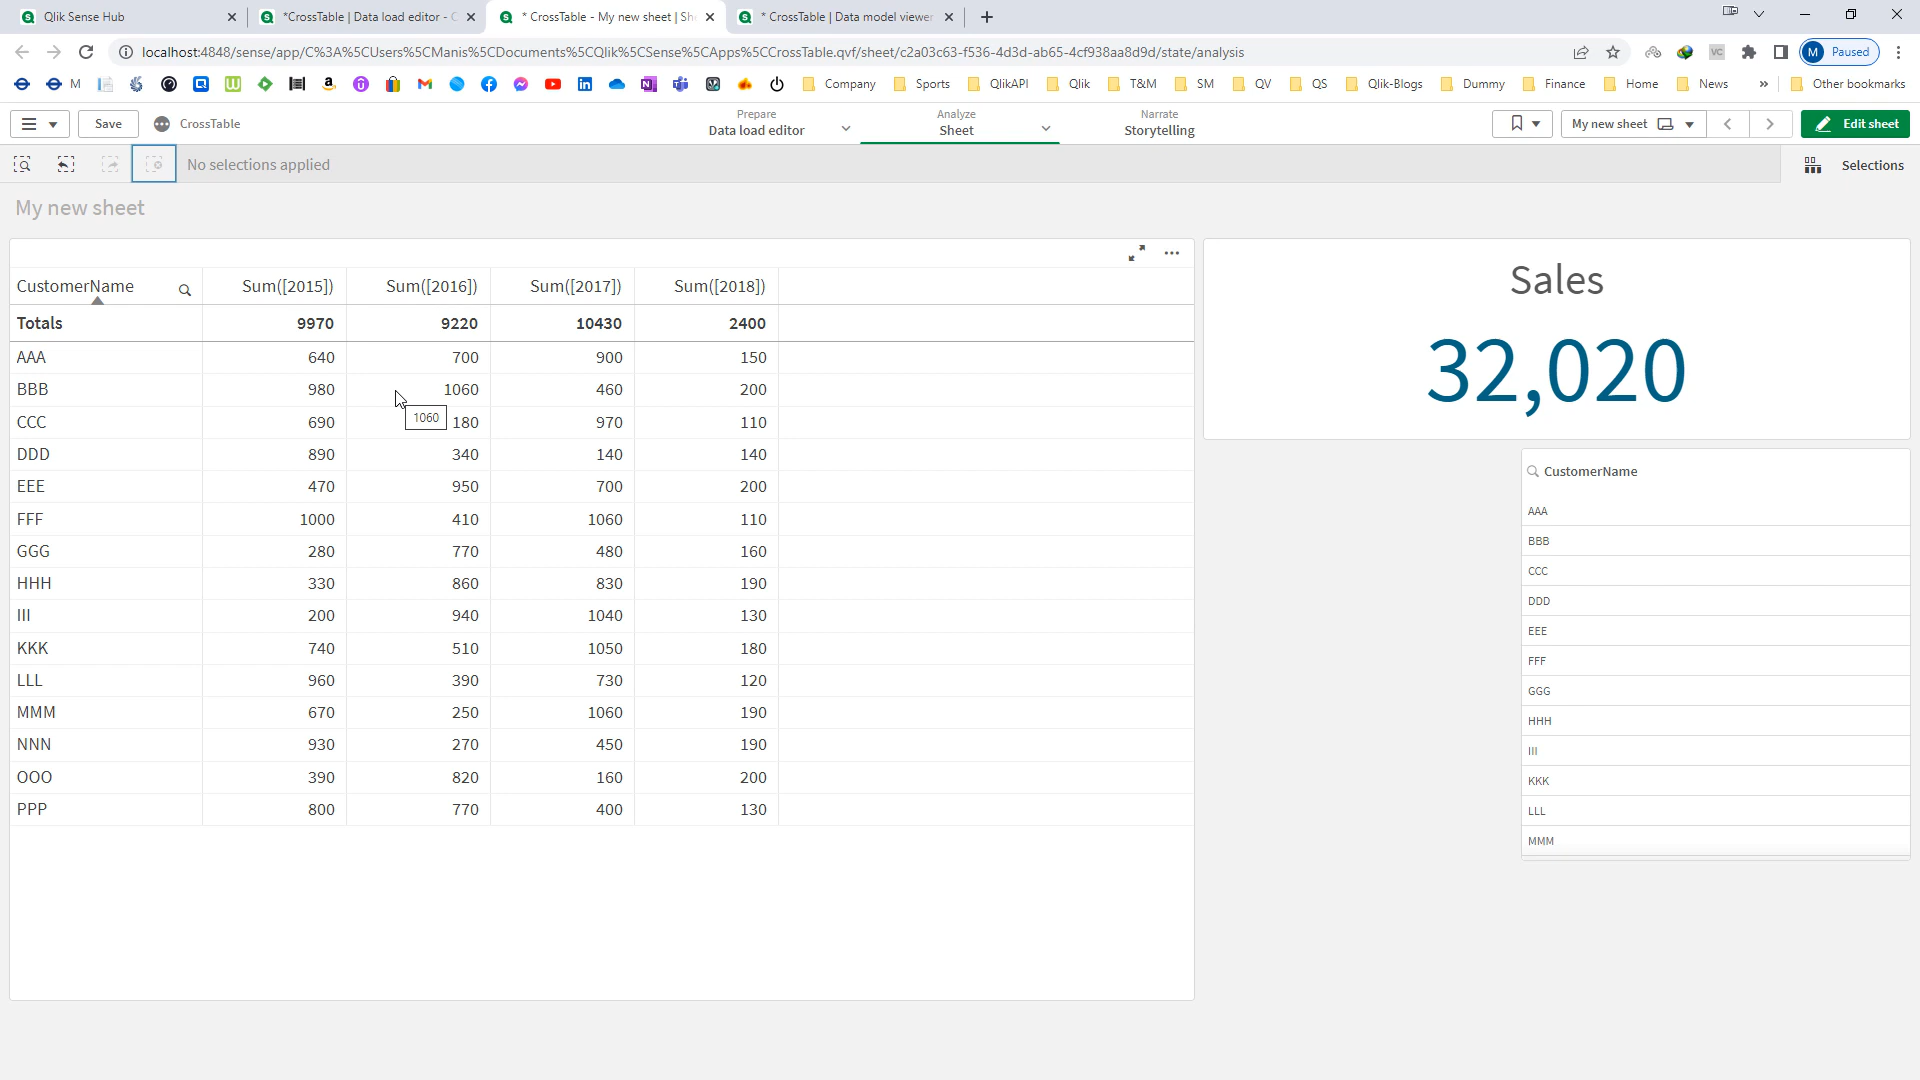 Qlik Sense Hub
*CrossTable | Data load editor - C
* CrossTable - My new sheet | Sh
* CrossTable | Data model viewer
localhost:4848/sense/app/C%3A%5CUsers%5CManis%5CDocuments%5CQlik%5CSense%5CApps%5CCrossTable.qvf/sheet/c2a03c63-f536-4d3d-ab65-4cf938aa8d9d/state/analysis
VC
M Paused
M
Company
Sports
QlikAPI
Qlik
T&M
SM
QV
QS
Qlik-Blogs
Dummy
Finance
Home
News
»
Other bookmarks
Save
CrossTable
Prepare
Data load editor
Analyze
Sheet
Narrate
Storytelling
My new sheet
Edit sheet
No selections applied
Selections
My new sheet
CustomerName Sum([2015]) Sum([2016]) Sum([2017]) Sum([2018])
Totals 9970 9220 10430 2400
AAA 640 700 900 150
BBB 980 1060 460 200
1060
CCC 690 180 970 110
DDD 890 340 140 140
EEE 470 950 700 200
FFF 1000 410 1060 110
GGG 280 770 480 160
HHH 330 860 830 190
III 200 940 1040 130
KKK 740 510 1050 180
LLL 960 390 730 120
MMM 670 250 1060 190
NNN 930 270 450 190
OOO 390 820 160 200
PPP 800 770 400 130
Sales
32,020
CustomerName
AAA
BBB
CCC
DDD
EEE
FFF
GGG
HHH
III
KKK
LLL
MMM